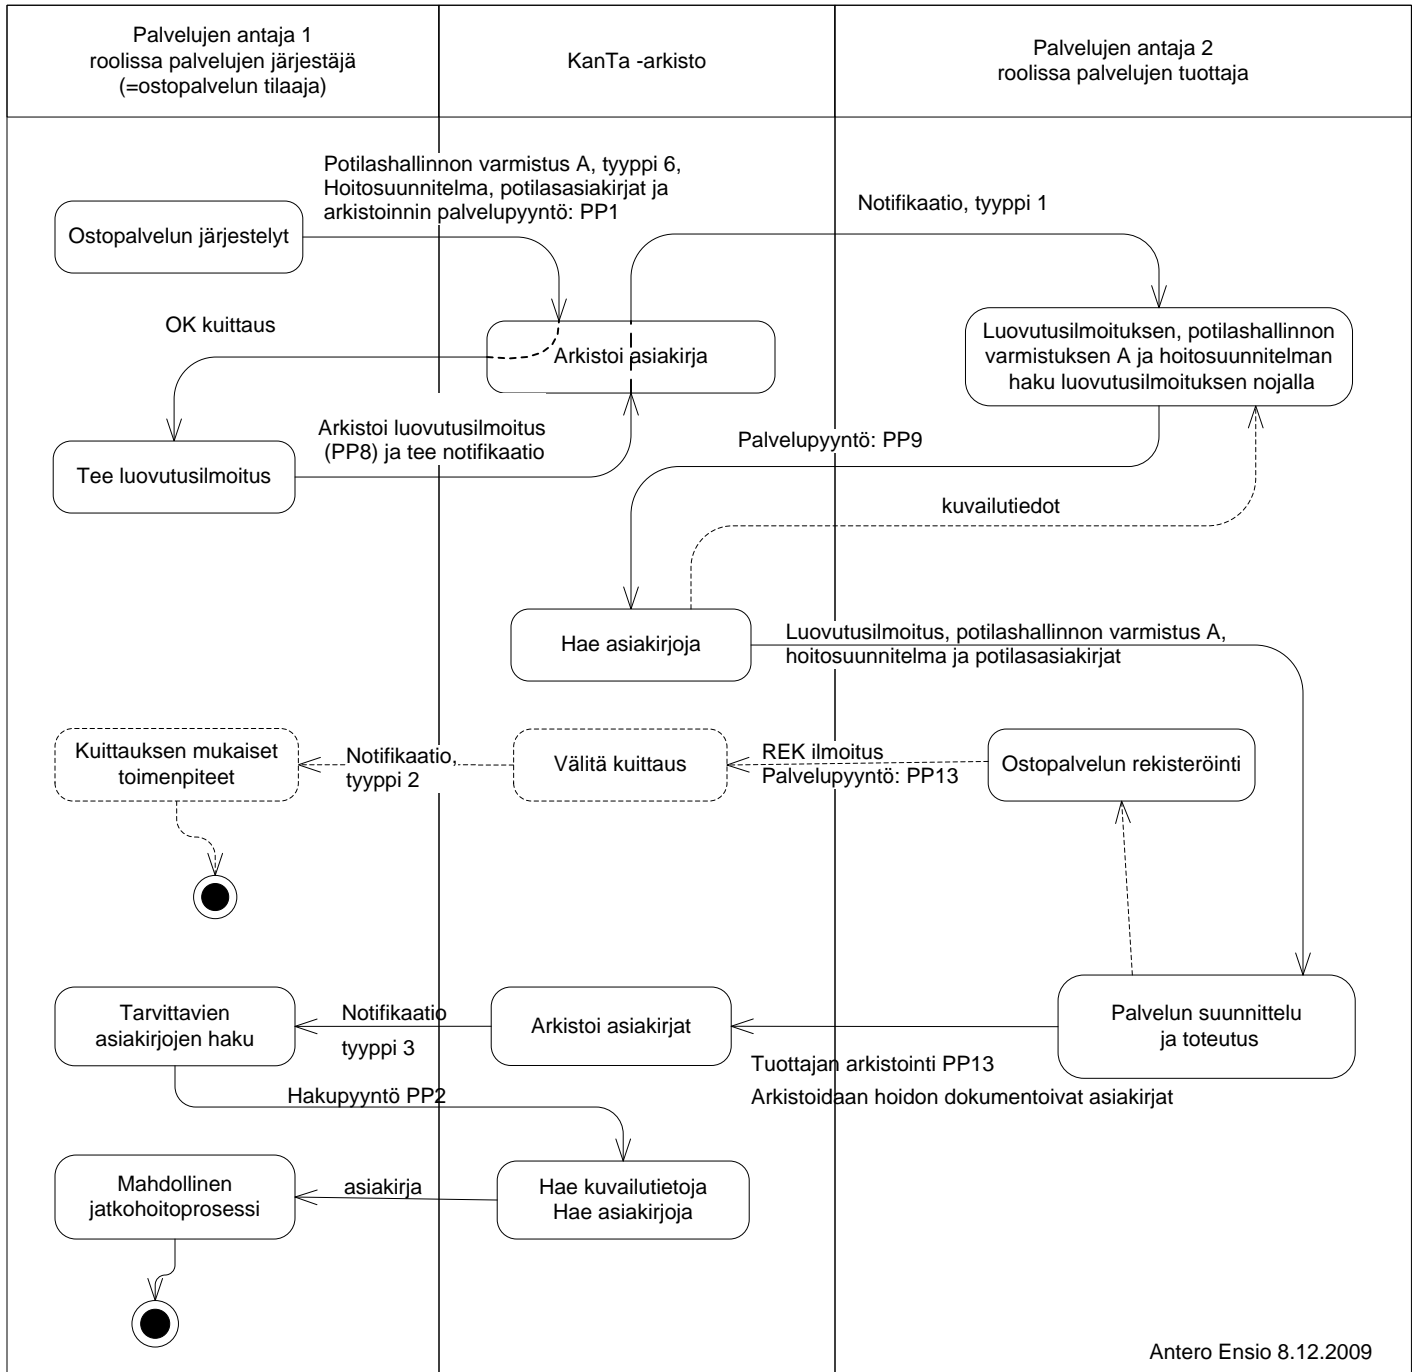 Palvelujen antaja 1
roolissa palvelujen järjestäjä
(=ostopalvelun tilaaja)
KanTa -arkisto
Palvelujen antaja 2
roolissa palvelujen tuottaja
Potilashallinnon varmistus A, tyyppi 6,
Hoitosuunnitelma, potilasasiakirjat ja
arkistoinnin palvelupyyntö: PP1
Notifikaatio, tyyppi 1
Ostopalvelun järjestelyt
OK kuittaus
Arkistoi asiakirja
Luovutusilmoituksen, potilashallinnon
varmistuksen A ja hoitosuunnitelman
haku luovutusilmoituksen nojalla
Arkistoi luovutusilmoitus
(PP8) ja tee notifikaatio
Palvelupyyntö: PP9
Tee luovutusilmoitus
kuvailutiedot
Hae asiakirjoja
Luovutusilmoitus, potilashallinnon varmistus A,
hoitosuunnitelma ja potilasasiakirjat
Kuittauksen mukaiset
toimenpiteet
Notifikaatio,
tyyppi 2
Välitä kuittaus
REK ilmoitus
Palvelupyyntö: PP13
Ostopalvelun rekisteröinti
Tarvittavien
asiakirjojen haku
Notifikaatio
tyyppi 3
Arkistoi asiakirjat
Palvelun suunnittelu
ja toteutus
Tuottajan arkistointi PP13
Arkistoidaan hoidon dokumentoivat asiakirjat
Hakupyyntö PP2
Mahdollinen
jatkohoitoprosessi
asiakirja
Hae kuvailutietoja
Hae asiakirjoja
Antero Ensio 8.12.2009